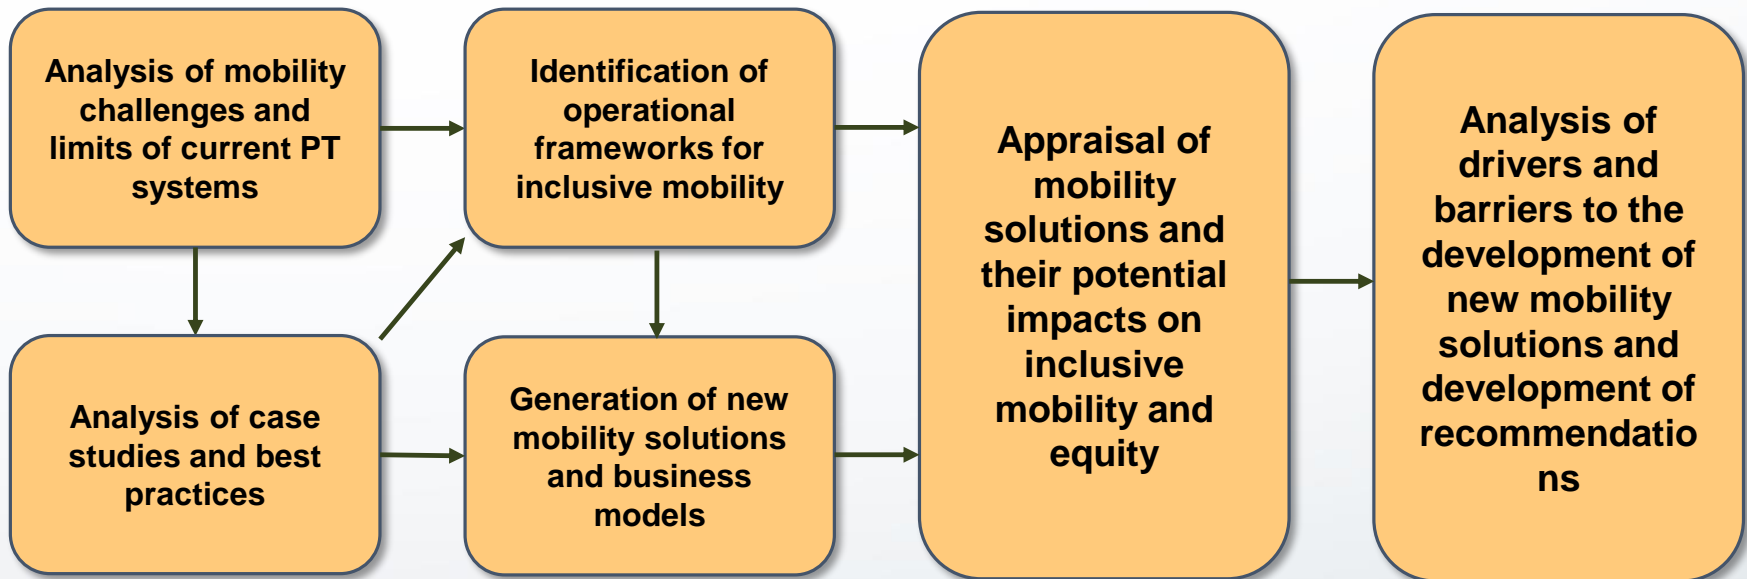 Analysis of mobility
challenges and
limits of current PT
systems
Identification of
operational
frameworks for
inclusive mobility
Analysis of case
studies and best
practices
Generation of new
mobility solutions
and business
models
Appraisal of
mobility
solutions and
their potential
impacts on
inclusive
mobility and
equity
Analysis of
drivers and
barriers to the
development of
new mobility
solutions and
development of
recommendatio
ns